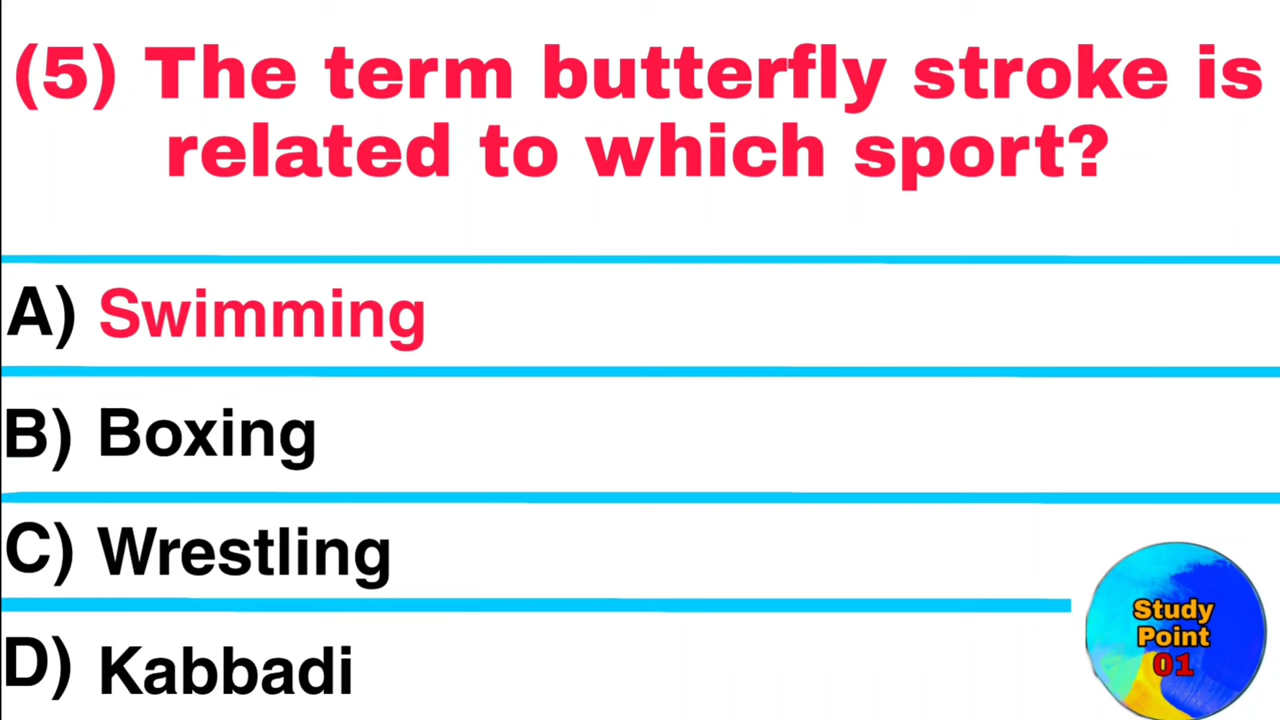 (5) The term butterfly stroke is
related to which sport?
A) Swimming
B) Boxing
C) Wrestling
D) Kabbadi
Study
Point
01